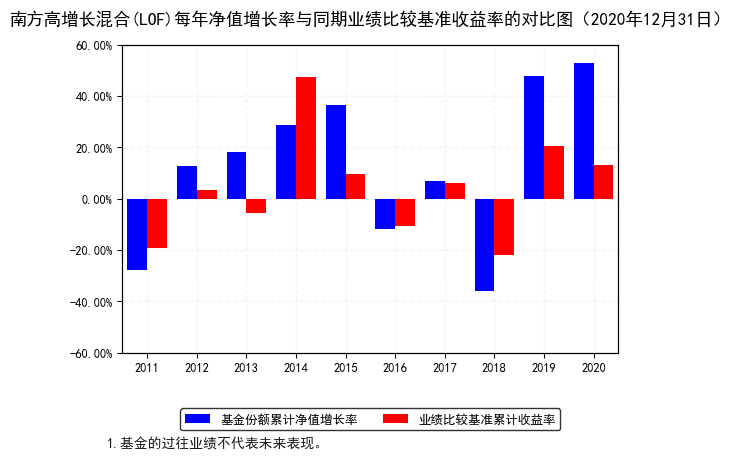 南方高增长混合(LOF)每年净值增长率与同期业绩比较基准收益率的对比图（2020年12月31日）
60.00%
40.00%
20.00%
0.00%
-20.00%
-40.00%
-60.00%
2011 2012 2013 2014 2015 2016 2017 2018 2019 2020
基金份额累计净值增长率 业绩比较基准累计收益率
1.基金的过往业绩不代表未来表现。